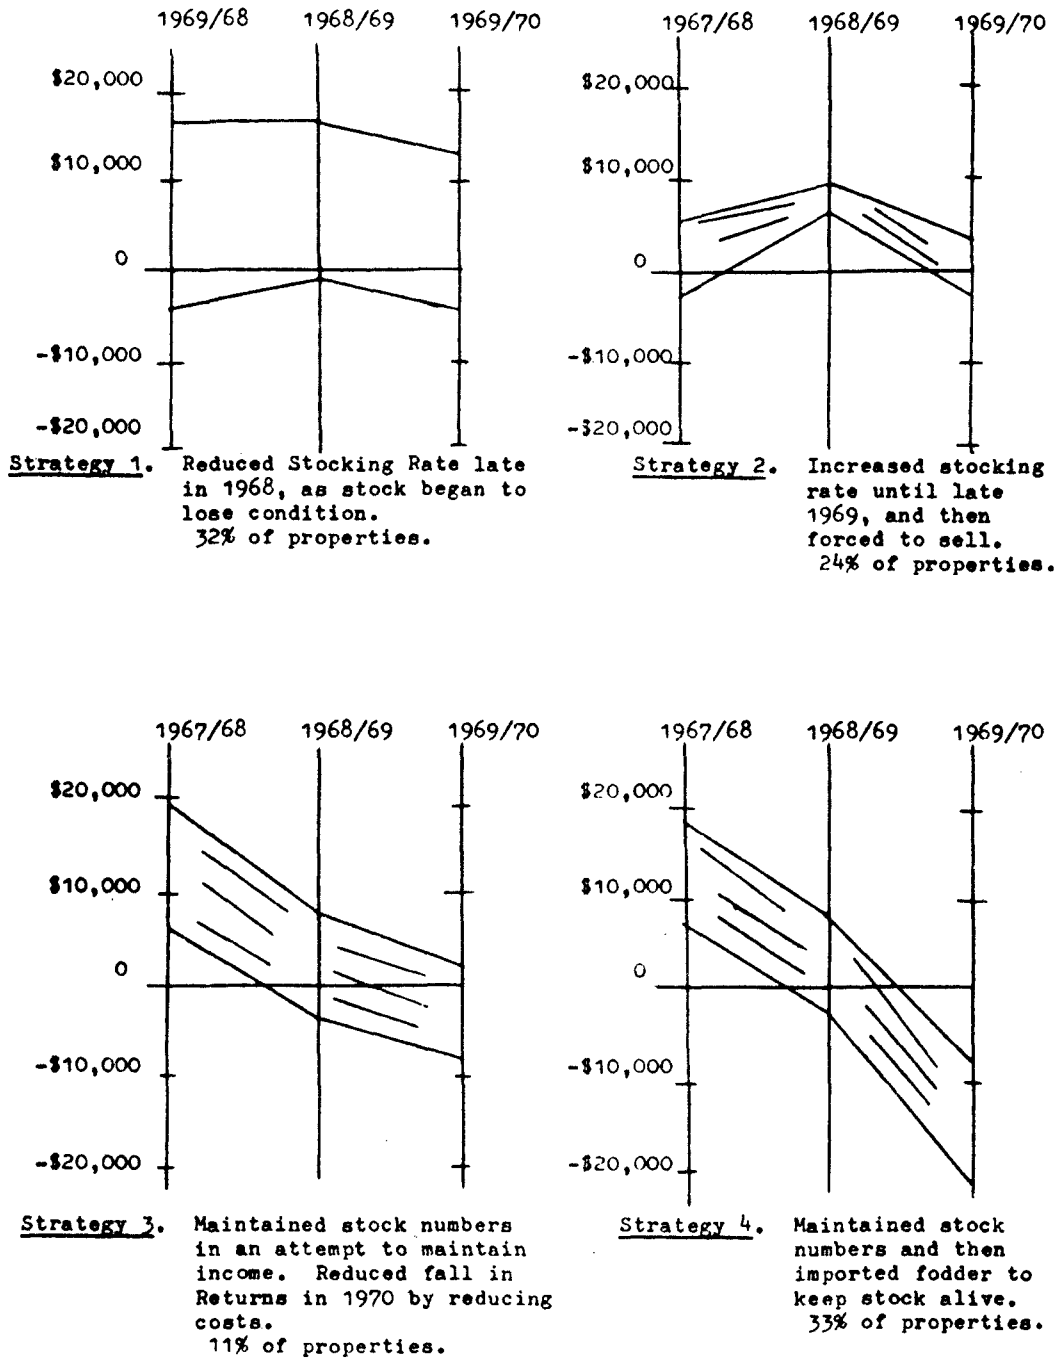 1969/68 1968/69 1969/70
$20,000
$10,000
0
-$10,000
-$20,000
Strategy 1. Reduced Stocking Rate late
in 1968, as stock began to
lose condition.
32% of properties.
1967/68 1968/69 1969/70
$20,000
$10,000
0
-$10,000
-$20,000
Strategy 2. Increased stocking
rate until late
1969, and then
forced to sell.
24% of properties.
1967/68 1968/69 1969/70
$20,000
$10,000
0
-$10,000
-$20,000
Strategy 3. Maintained stock numbers
in an attempt to maintain
income. Reduced fall in
Returns in 1970 by reducing
costs.
11% of properties.
1967/68 1968/69 1969/70
$20,000
$10,000
0
-$10,000
-$20,000
Strategy 4. Maintained stock
numbers and then
imported fodder to
keep stock alive.
33% of properties.